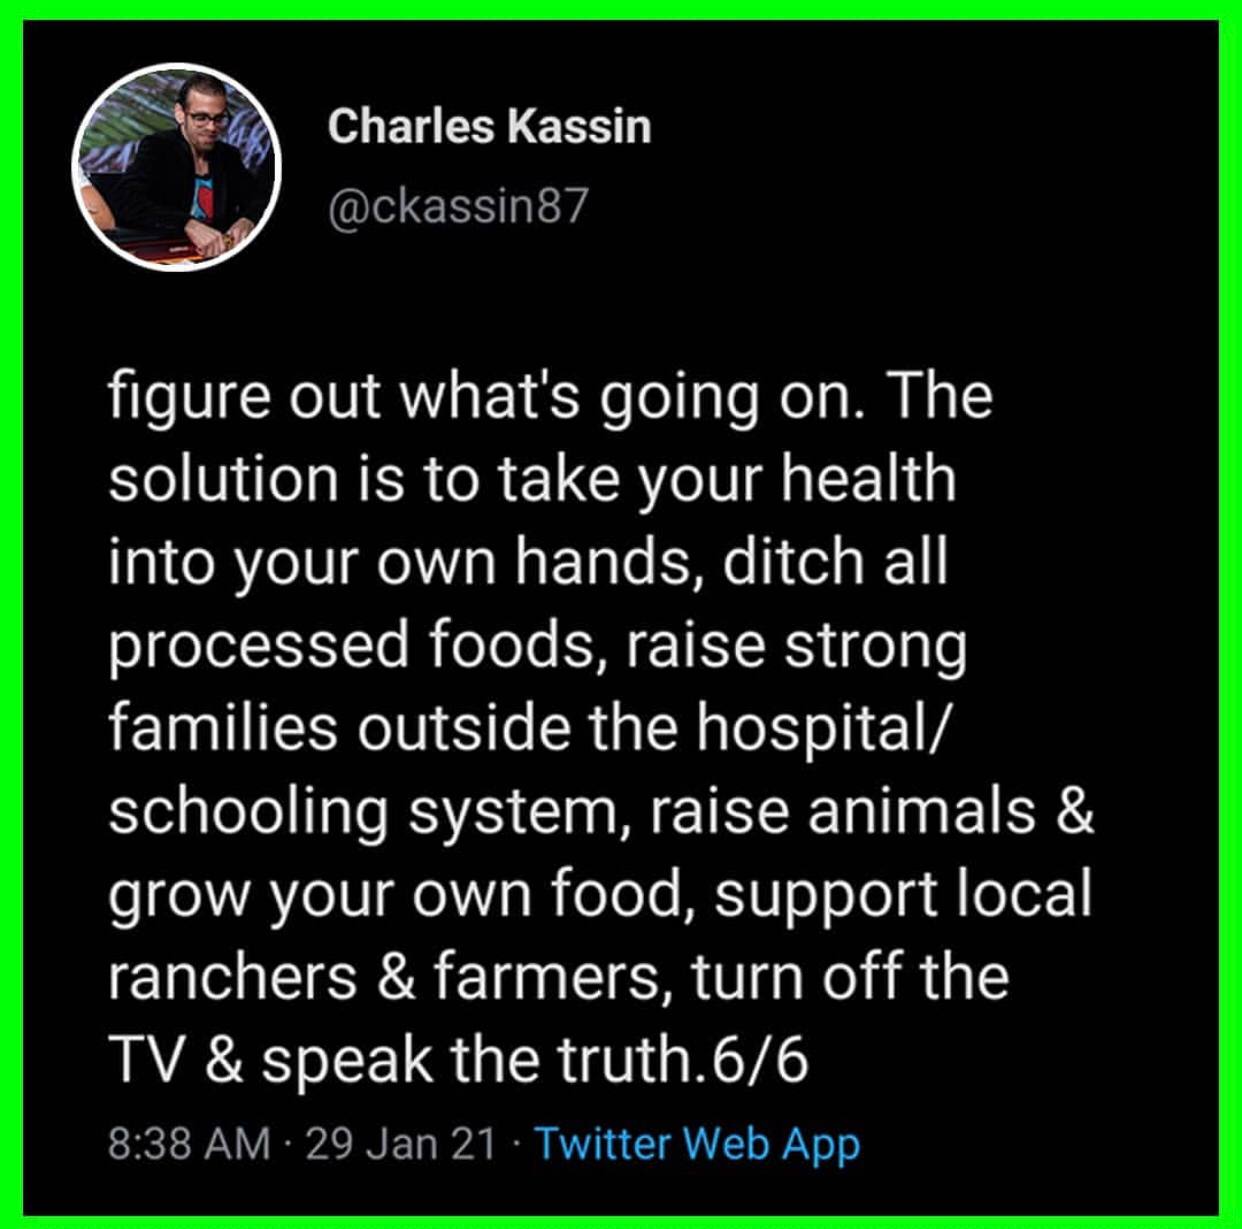 Charles Kassin
@ckassin87
figure out what's going on. The
solution is to take your health
into your own hands, ditch all
processed foods, raise strong
families outside the hospital/
schooling system, raise animals &
grow your own food, support local
ranchers & farmers, turn off the
TV & speak the truth.6/6
8:38 AM · 29 Jan 21 · Twitter Web App